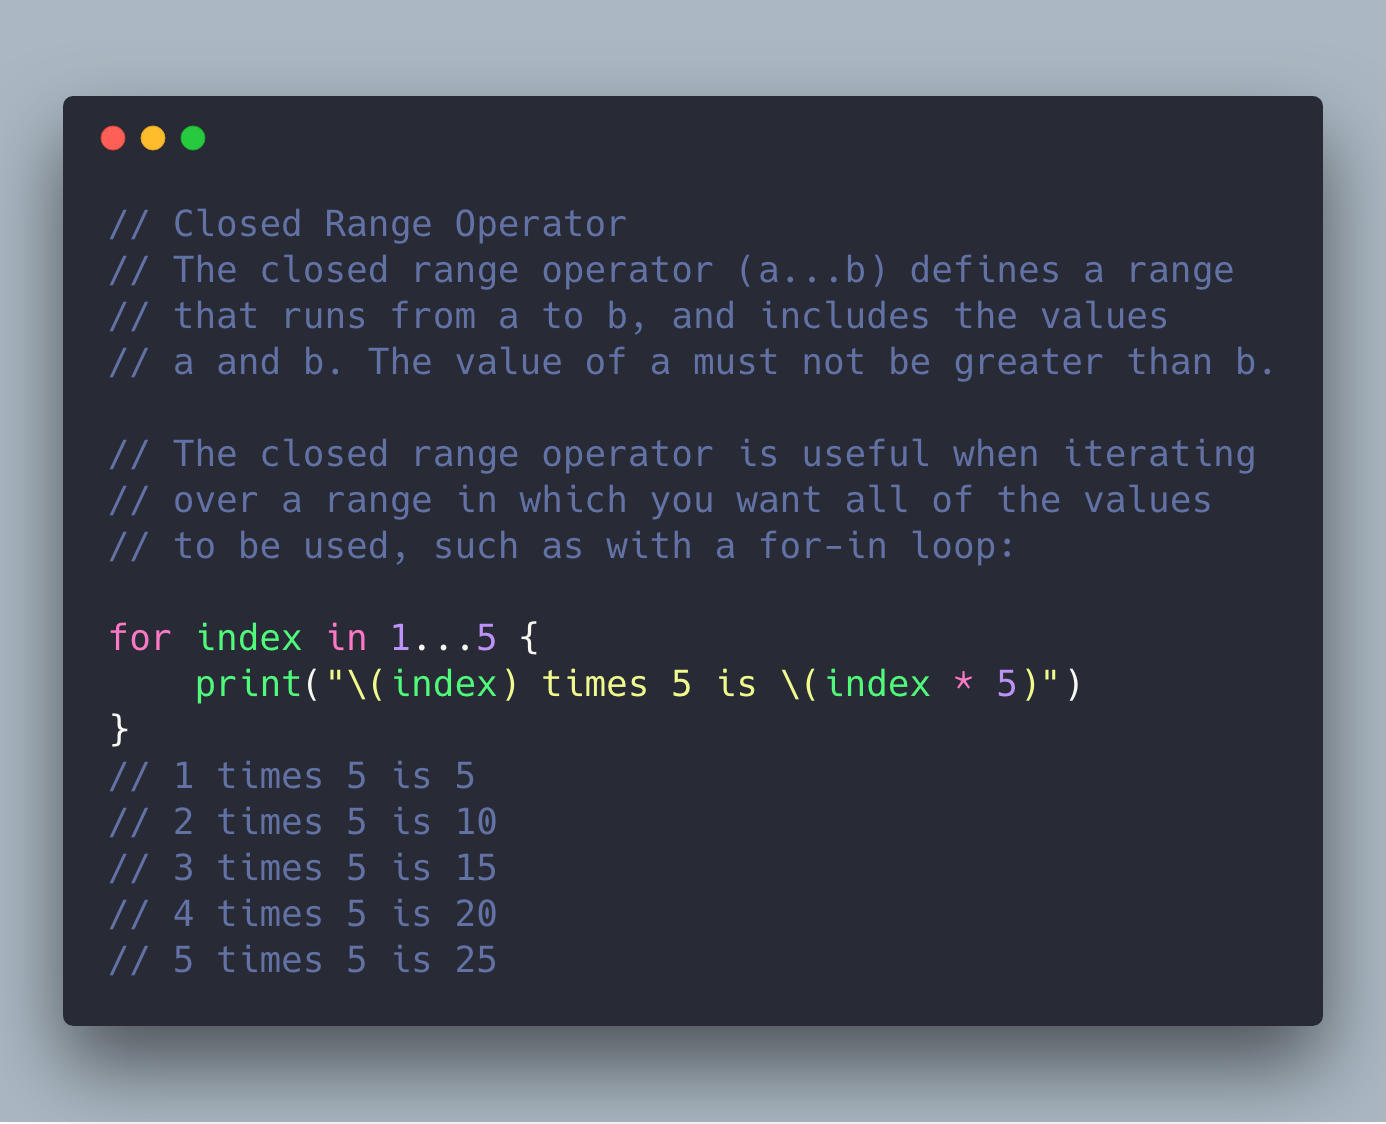 // Closed Range Operator
// The closed range operator (a...b) defines a range
// that runs from a to b, and includes the values
// a and b. The value of a must not be greater than b.
// The closed range operator is useful when iterating
// over a range in which you want all of the values
// to be used, such as with a for-in loop:
for index in 1...5 {
    print("\(index) times 5 is \(index * 5)")
}
// 1 times 5 is 5
// 2 times 5 is 10
// 3 times 5 is 15
// 4 times 5 is 20
// 5 times 5 is 25